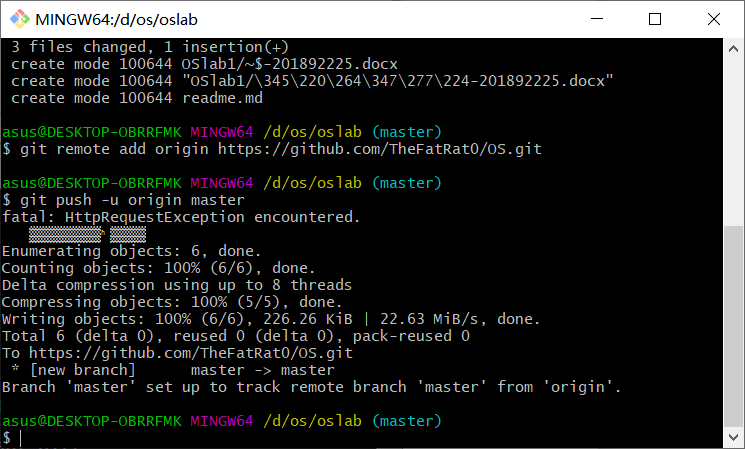 MINGW64:/d/os/oslab
3 files changed, 1 insertion(+)
create mode 100644 OSlab1/~$-201892225.docx
create mode 100644 "OSlab1/\345\220\264\347\277\224-201892225.docx"
create mode 100644 readme.md
asus@DESKTOP-OBRRFMK MINGW64 /d/os/oslab (master)
$ git remote add origin https://github.com/TheFatRat0/OS.git
asus@DESKTOP-OBRRFMK MINGW64 /d/os/oslab (master)
$ git push -u origin master
fatal: HttpRequestException encountered.
Enumerating objects: 6, done.
Counting objects: 100% (6/6), done.
Delta compression using up to 8 threads
Compressing objects: 100% (5/5), done.
Writing objects: 100% (6/6), 226.26 KiB | 22.63 MiB/s, done.
Total 6 (delta 0), reused 0 (delta 0), pack-reused 0
To https://github.com/TheFatRat0/OS.git
* [new branch]      master -> master
Branch 'master' set up to track remote branch 'master' from 'origin'.
asus@DESKTOP-OBRRFMK MINGW64 /d/os/oslab (master)
$